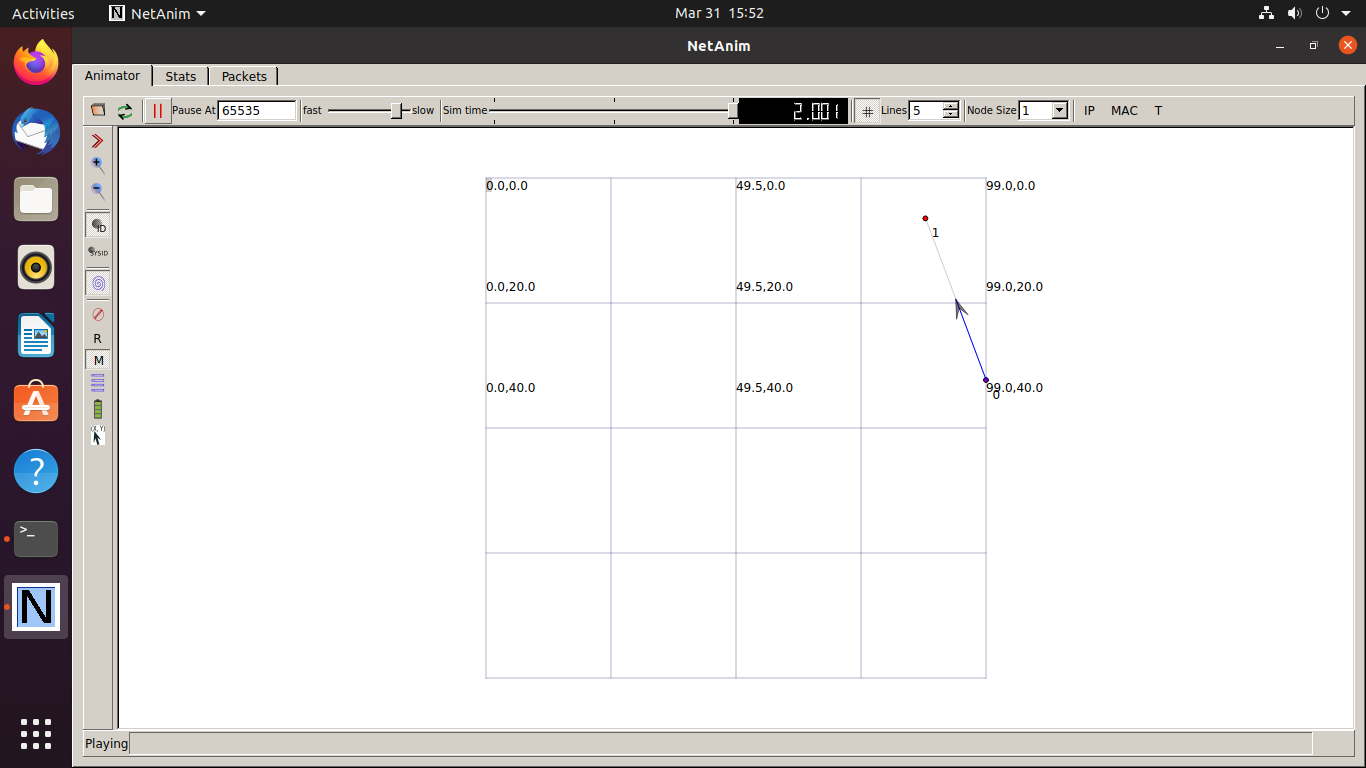 Activities NetAnim Mar 31 15:52
NetAnim
Animator Stats Packets
Pause At 65535 fast slow Sim time 2.001 Lines 5 Node Size 1 IP MAC T
0.0,0.0 49.5,0.0 99.0,0.0
1
ID
SYSID
0.0,20.0 49.5,20.0 99.0,20.0
R
M
0.0,40.0 49.5,40.0 99.0,40.0
0
(X,Y)
>_
N
Playing